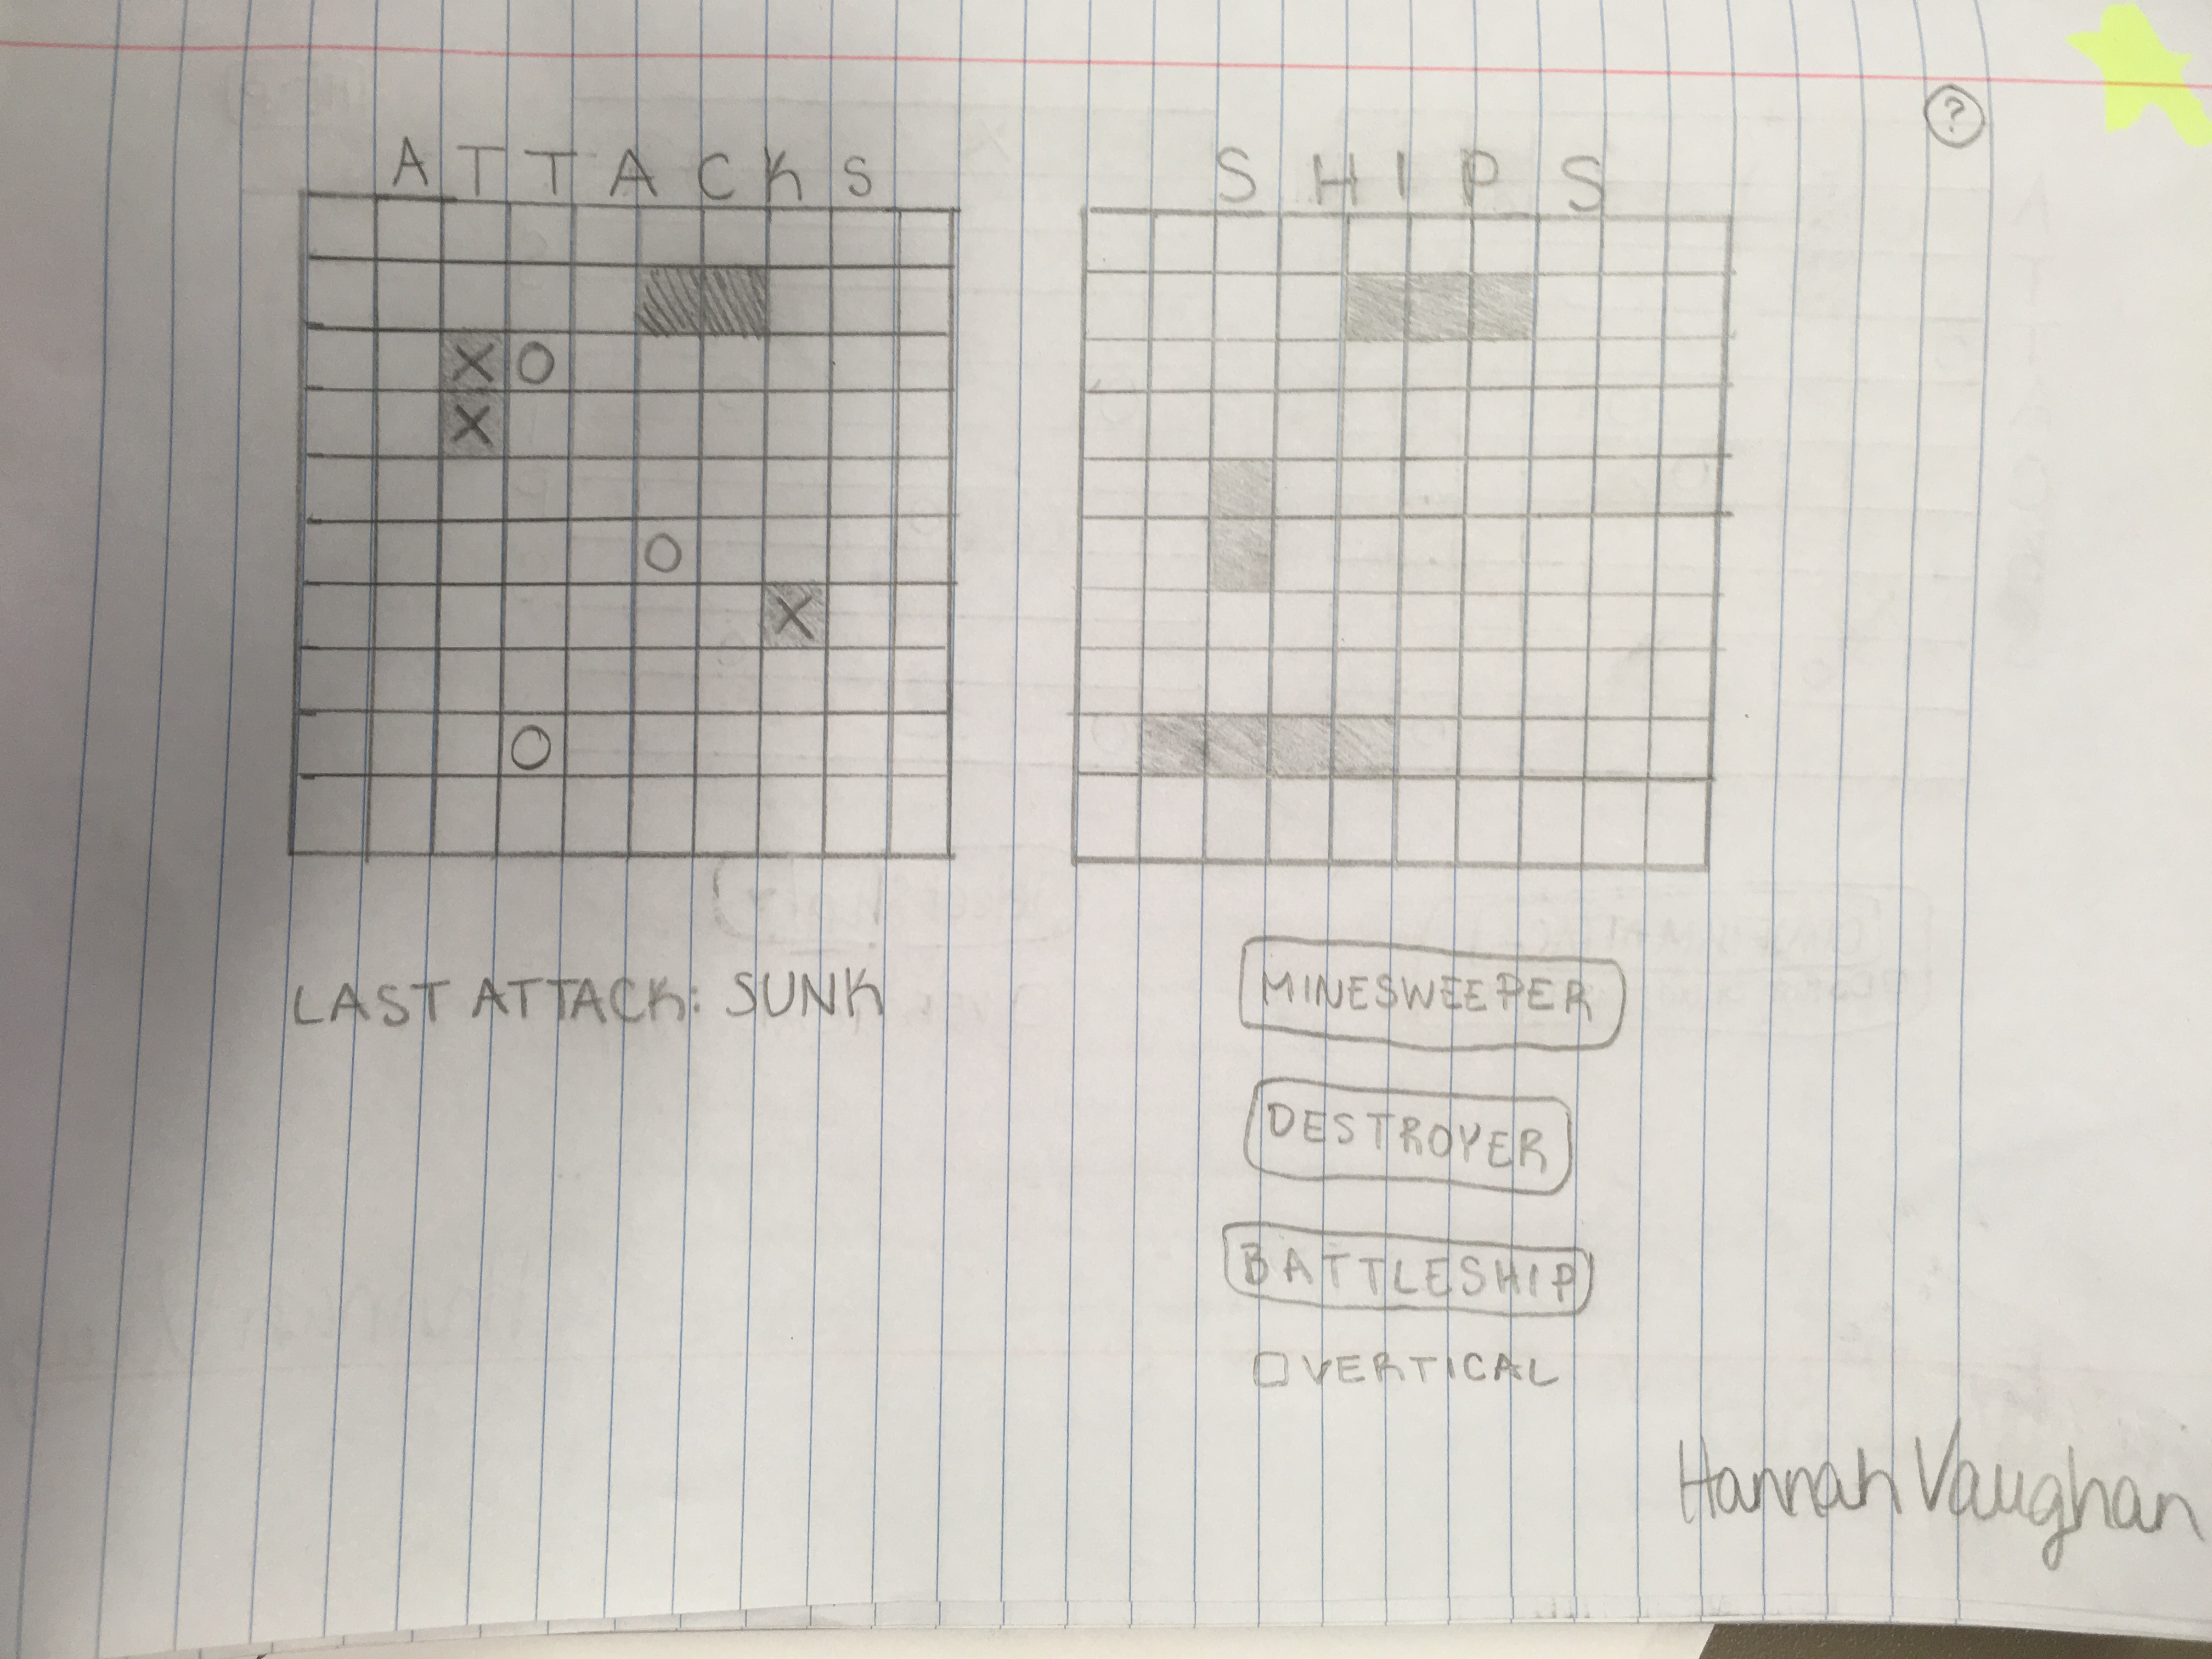 ?
ATTACKS
SHIPS
X O
X
O
X
O
LAST ATTACK: SUNK
MINESWEEPER
DESTROYER
BATTLESHIP
VERTICAL
Hannah Vaughan